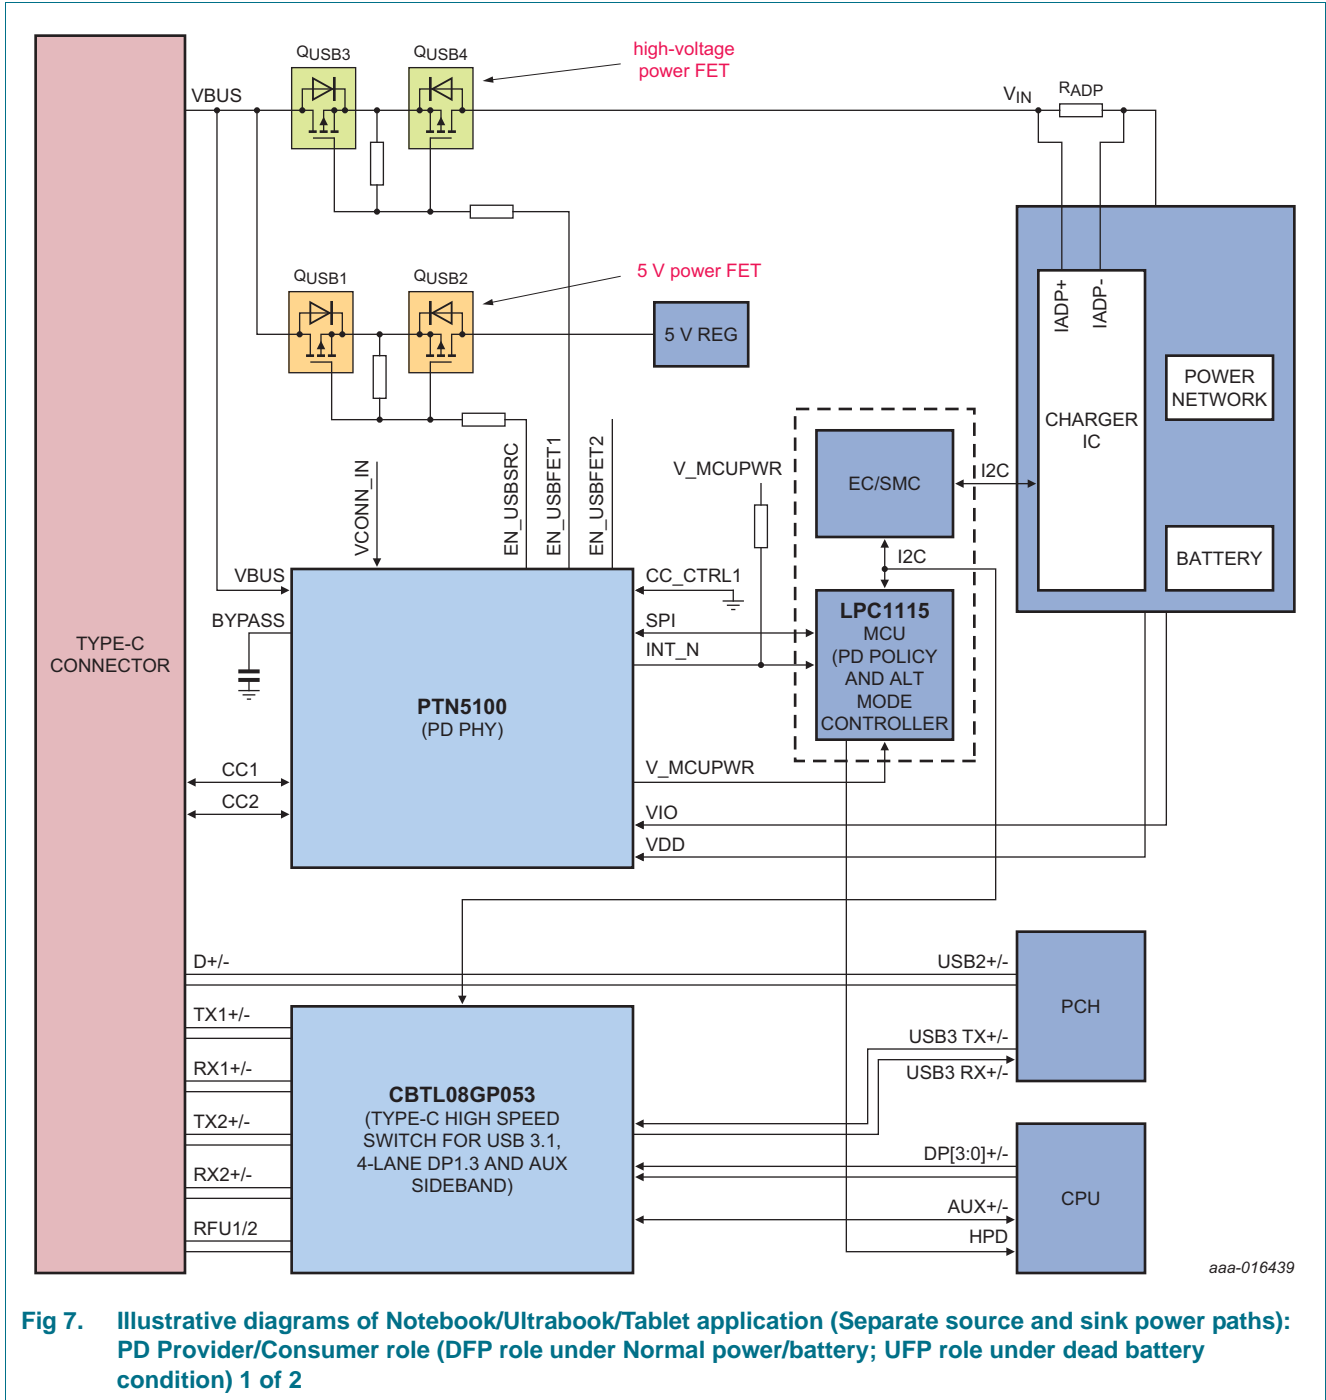 QUSB3
QUSB4
high-voltage
power FET
VBUS
VIN
RADP
QUSB1
QUSB2
5 V power FET
5 V REG
IADP+
IADP-
CHARGER
IC
POWER
NETWORK
BATTERY
VCONN_IN
EN_USBSRC
EN_USBFET1
EN_USBFET2
V_MCUPWR
EC/SMC
I2C
I2C
VBUS
BYPASS
CC_CTRL1
SPI
INT_N
LPC1115
MCU
(PD POLICY
AND ALT
MODE
CONTROLLER
TYPE-C
CONNECTOR
PTN5100
(PD PHY)
CC1
CC2
V_MCUPWR
VIO
VDD
D+/-
USB2+/-
PCH
TX1+/-
RX1+/-
TX2+/-
RX2+/-
RFU1/2
USB3 TX+/-
USB3 RX+/-
CBTL08GP053
(TYPE-C HIGH SPEED
SWITCH FOR USB 3.1,
4-LANE DP1.3 AND AUX
SIDEBAND)
DP[3:0]+/-
AUX+/-
HPD
CPU
aaa-016439
Fig 7. Illustrative diagrams of Notebook/Ultrabook/Tablet application (Separate source and sink power paths):
PD Provider/Consumer role (DFP role under Normal power/battery; UFP role under dead battery
condition) 1 of 2